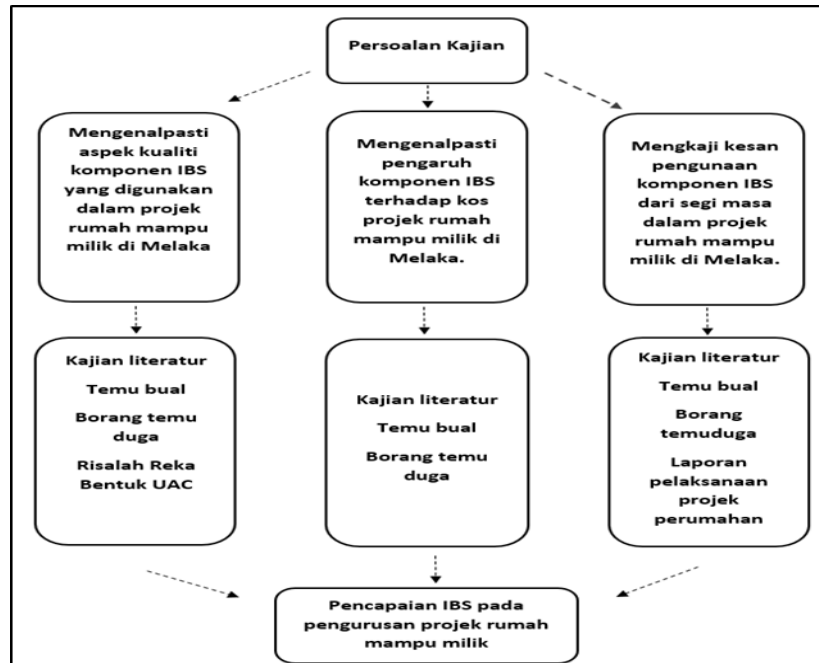 Persoalan Kajian
Mengenalpasti
aspek kualiti
komponen IBS
yang digunakan
dalam projek
rumah mampu
milik di Melaka
Mengenalpasti
pengaruh
komponen IBS
terhadap kos
projek rumah
mampu milik di
Melaka.
Mengkaji kesan
pengunaan
komponen IBS
dari segi masa
dalam projek
rumah mampu
milik di Melaka.
Kajian literatur
Temu bual
Borang temu
duga
Risalah Reka
Bentuk UAC
Kajian literatur
Temu bual
Borang temu
duga
Kajian literatur
Temu bual
Borang
temuduga
Laporan
pelaksanaan
projek
perumahan
Pencapaian IBS pada
pengurusan projek rumah
mampu milik